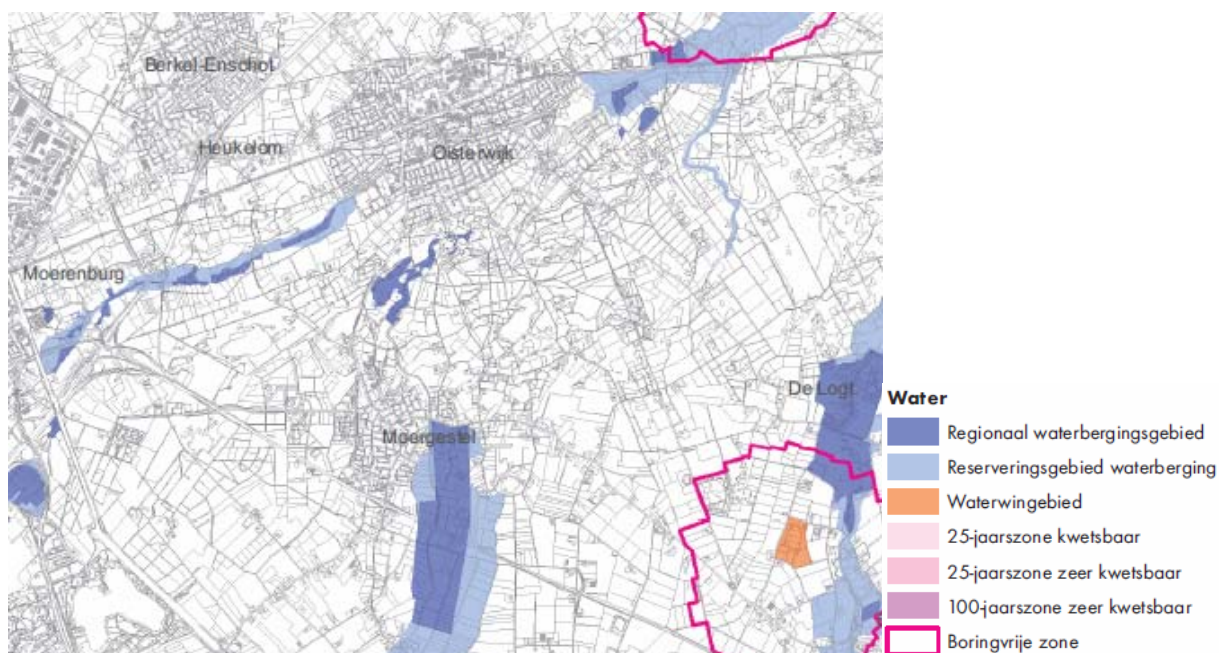 Berkel-Enschot
Heukelom
Oisterwijk
Moerenburg
De Logt
Moergestel
Water
Regionaal waterbergingsgebied
Reserveringsgebied waterberging
Waterwingebied
25-jaarszone kwetsbaar
25-jaarszone zeer kwetsbaar
100-jaarszone zeer kwetsbaar
Boringvrije zone